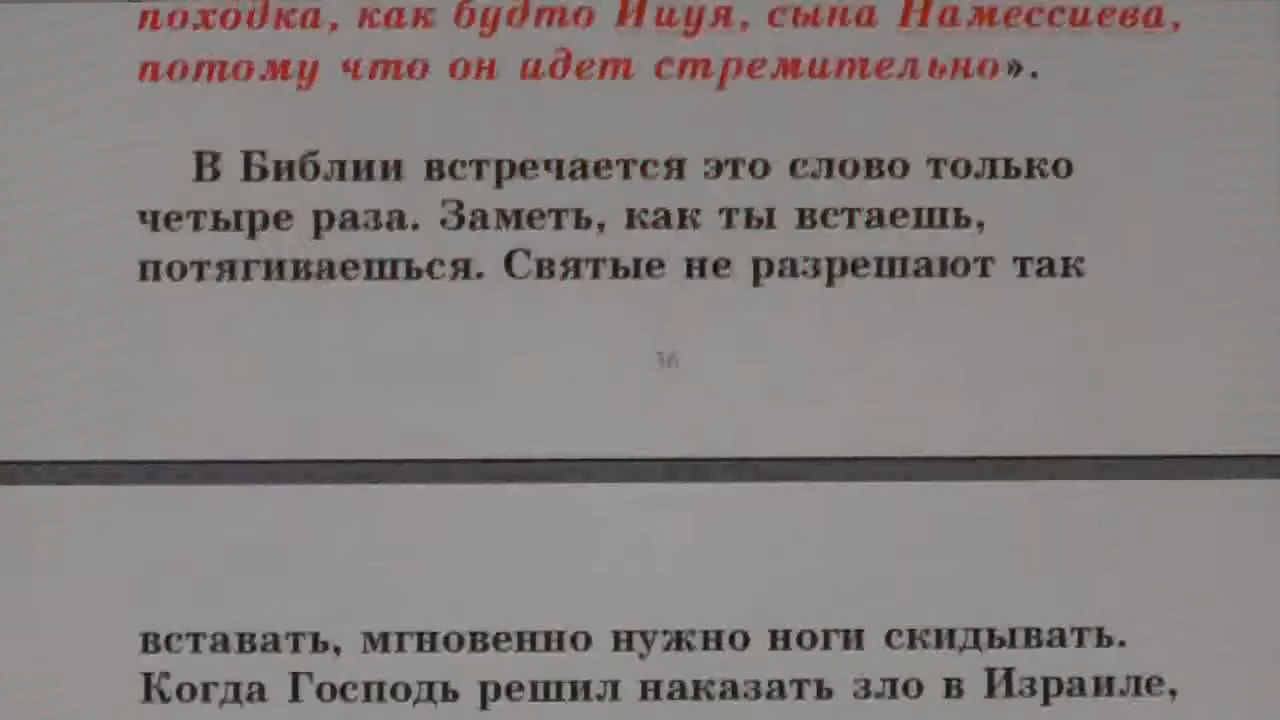 походка, как будто Ииуя, сына Намессиева,
потому что он идет стремительно».
В Библии встречается это слово только
четыре раза. Заметь, как ты встаешь,
потягиваешься. Святые не разрешают так
36
вставать, мгновенно нужно ноги скидывать.
Когда Господь решил наказать зло в Израиле,